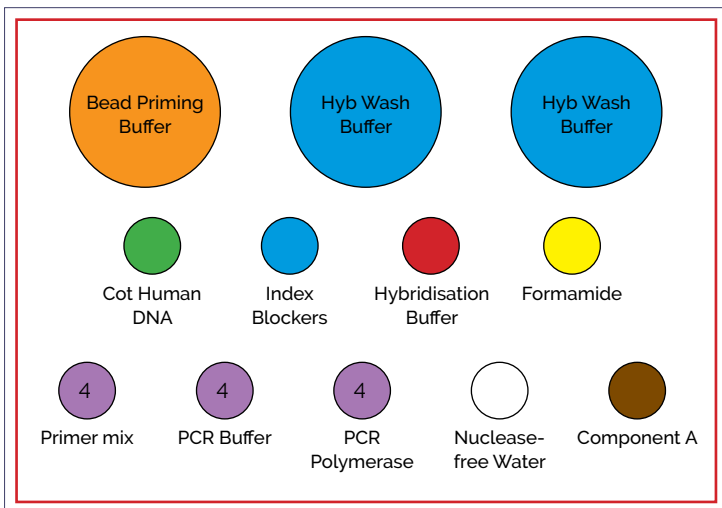 Bead Priming
Buffer
Hyb Wash
Buffer
Hyb Wash
Buffer
Cot Human
DNA
Index
Blockers
Hybridisation
Buffer
Formamide
4
Primer mix
4
PCR Buffer
4
PCR
Polymerase
Nuclease-
free Water
Component A